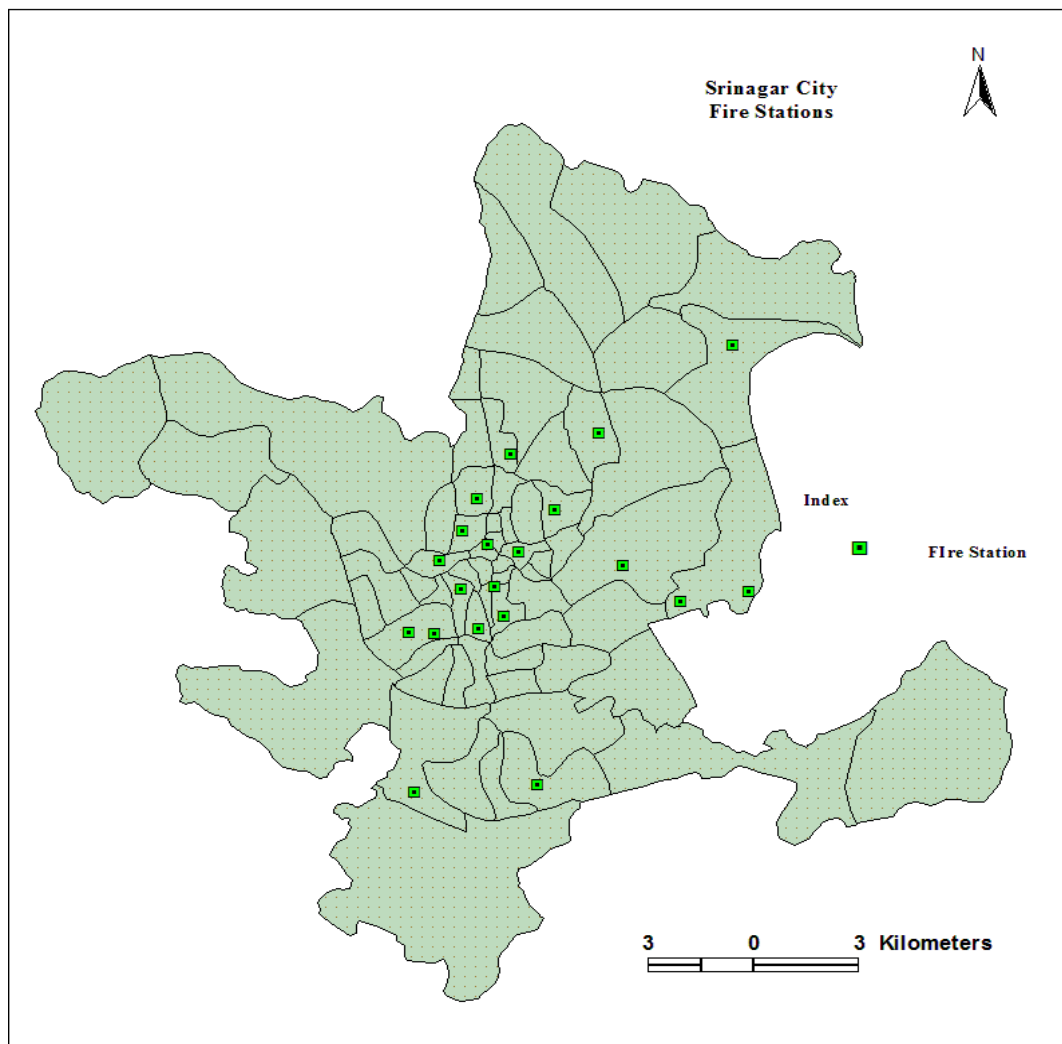 N
Srinagar City
Fire Stations
Index
FIre Station
3 0 3 Kilometers